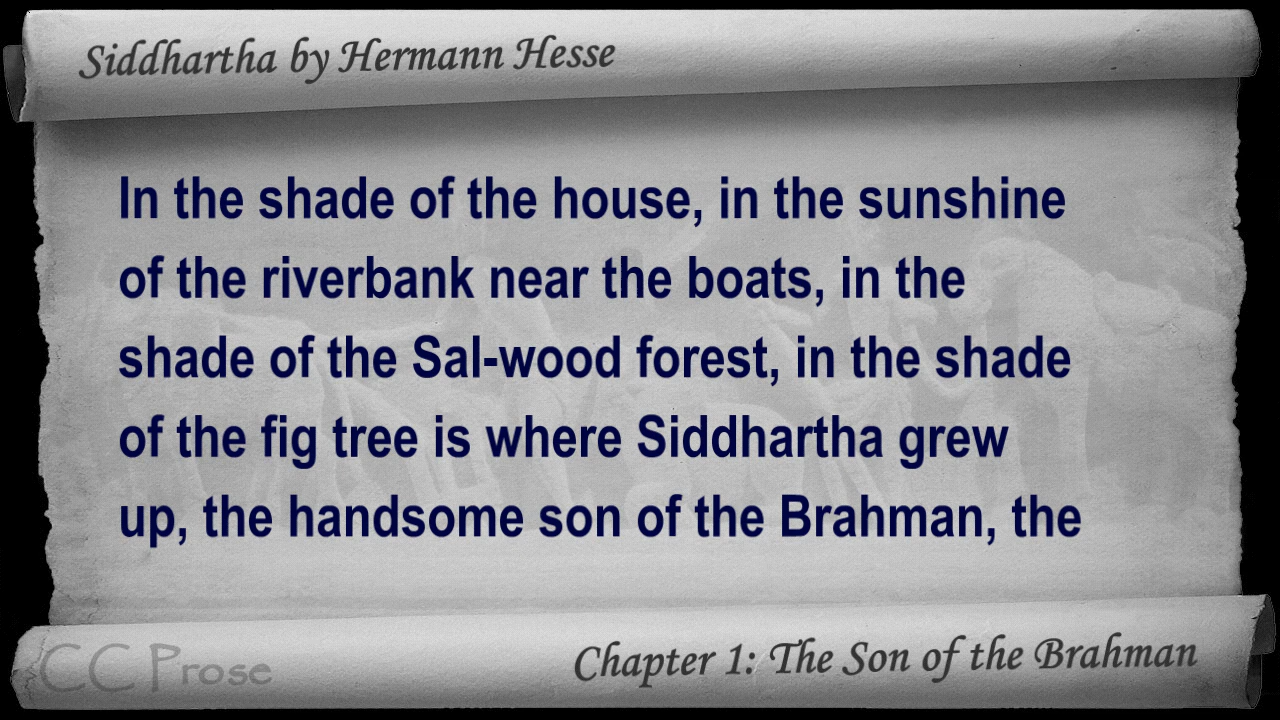 Siddhartha by Hermann Hesse
In the shade of the house, in the sunshine
of the riverbank near the boats, in the
shade of the Sal-wood forest, in the shade
of the fig tree is where Siddhartha grew
up, the handsome son of the Brahman, the
CC Prose
Chapter 1: The Son of the Brahman